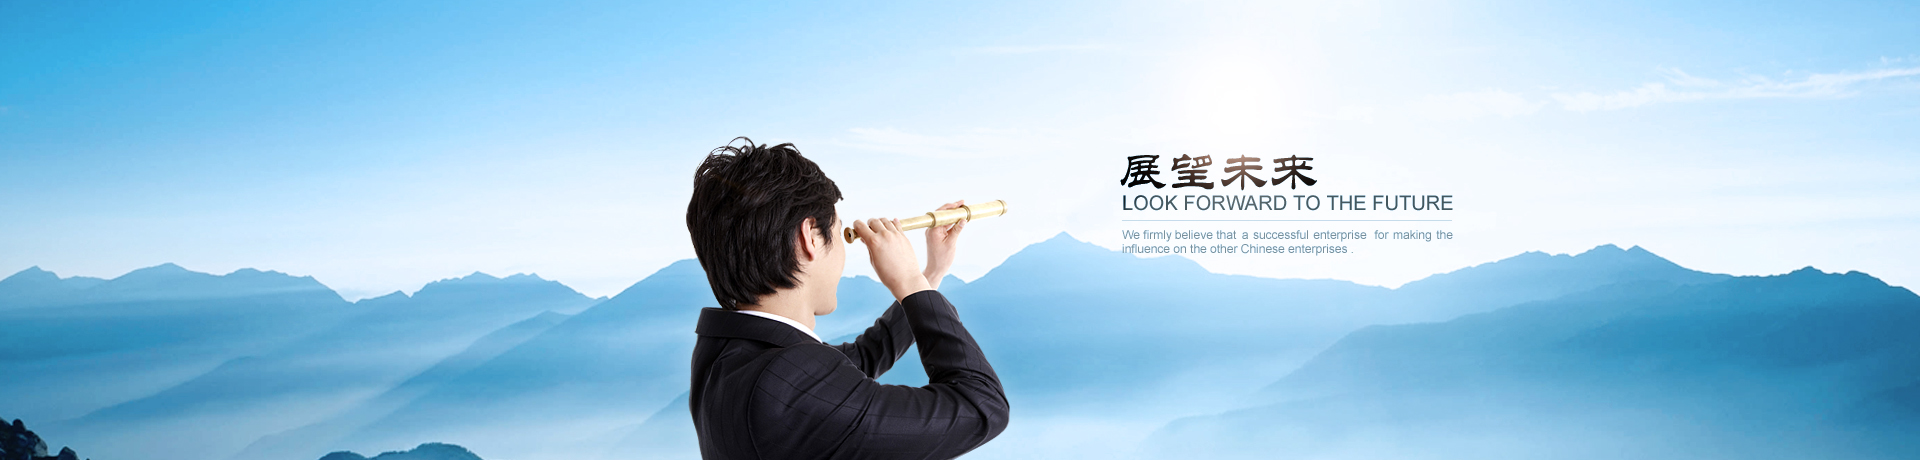 展望未来
LOOK FORWARD TO THE FUTURE
We firmly believe that a successful enterprise for making the
influence on the other Chinese enterprises .